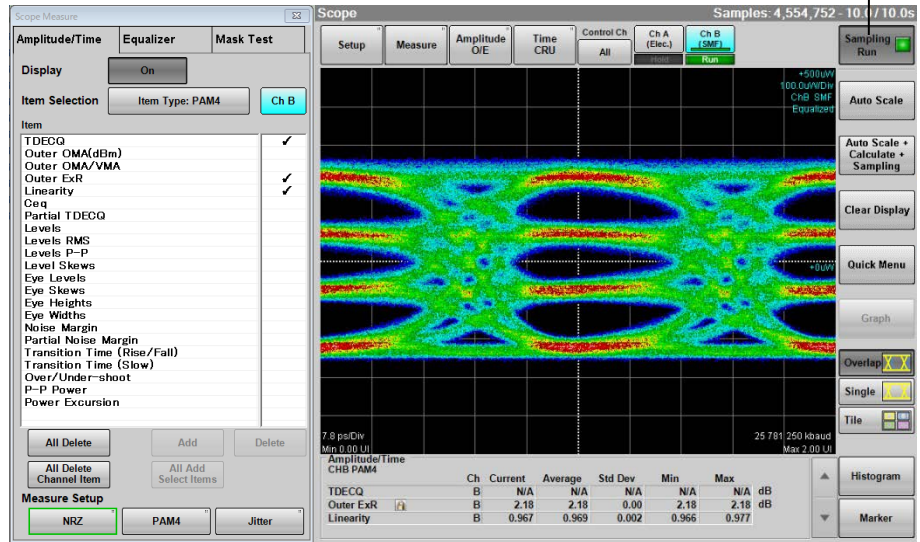 Scope Measure
Amplitude/Time Equalizer Mask Test
Display On
Item Selection Item Type: PAM4 Ch B
Item
TDECQ ✓
Outer OMA(dBm)
Outer OMA/VMA
Outer ExR ✓
Linearity ✓
Ceq
Partial TDECQ
Levels
Levels RMS
Levels P-P
Level Skews
Eye Levels
Eye Skews
Eye Heights
Eye Widths
Noise Margin
Partial Noise Margin
Transition Time (Rise/Fall)
Transition Time (Slow)
Over/Under-shoot
P-P Power
Power Excursion
All Delete Add Delete
All Delete Channel Item All Add Select Items
Measure Setup
NRZ PAM4 Jitter
Scope Samples: 4,554,752 - 10.0 / 10.0s
Setup Measure Amplitude O/E Time CRU Control Ch All Ch A (Elec.) Hold Ch B (SMF) Run
+500uW
100.0uW/Div
ChB SMF
Equalized
+0uW
7.8 ps/Div
Min 0.00 UI
25 781 250 kbaud
Max 2.00 UI
Amplitude/Time
CHB PAM4
Ch Current Average Std Dev Min Max
TDECQ B N/A N/A N/A N/A N/A dB
Outer ExR B 2.18 2.18 0.00 2.18 2.18 dB
Linearity B 0.967 0.969 0.002 0.966 0.977
Sampling Run
Auto Scale
Auto Scale + Calculate + Sampling
Clear Display
Quick Menu
Graph
Overlap
Single
Tile
Histogram
Marker